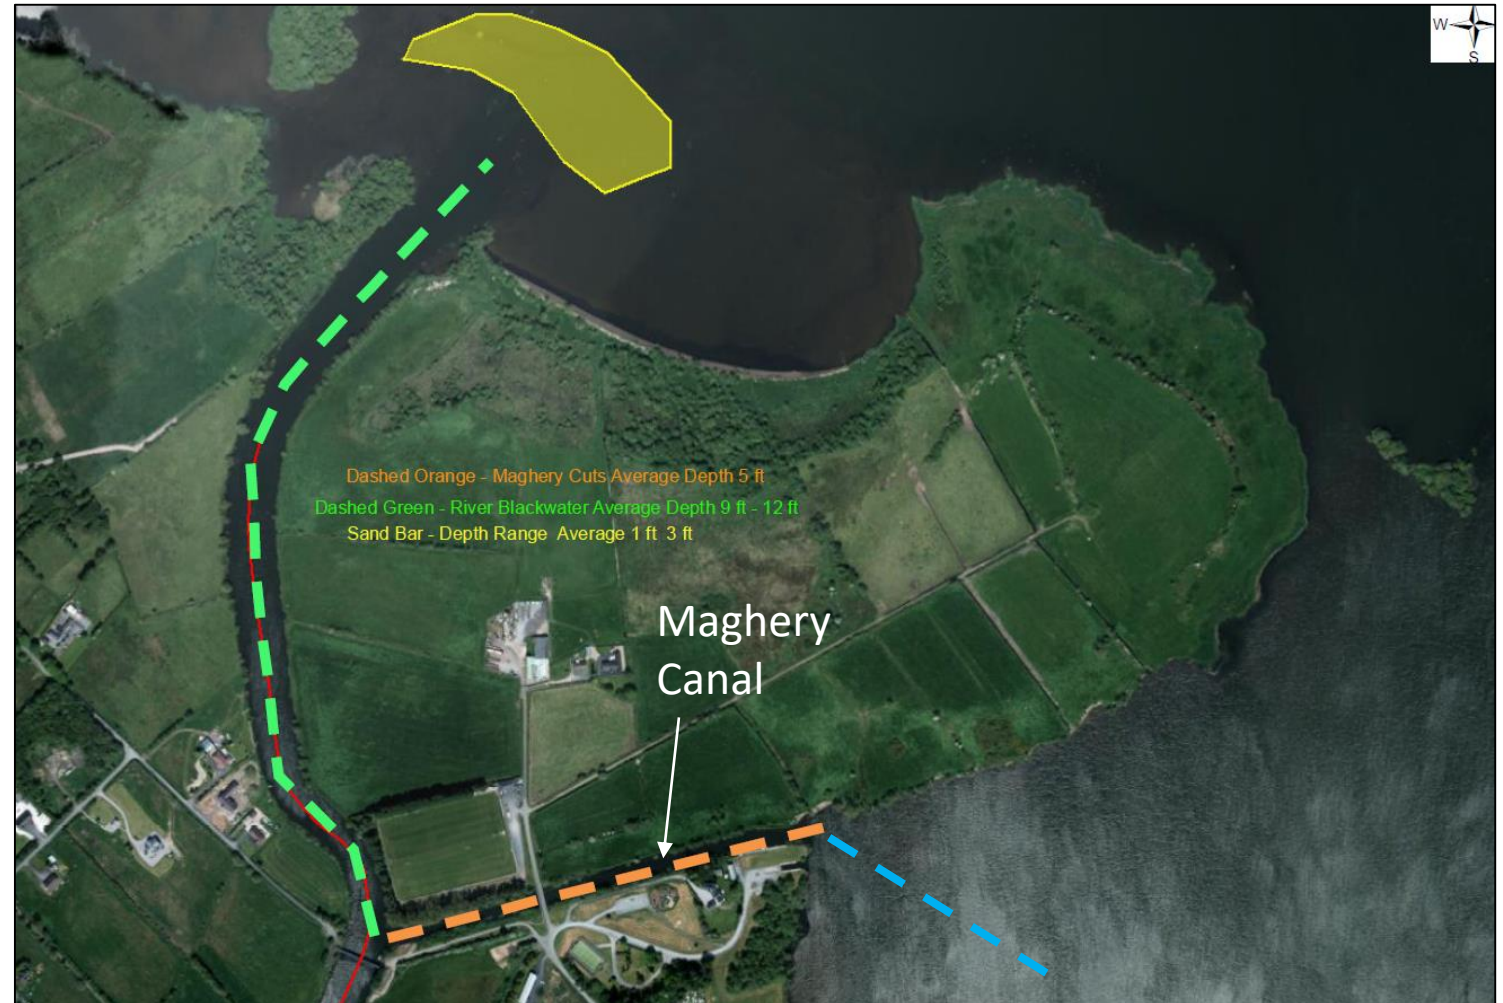 W
S
Dashed Orange - Maghery Cuts Average Depth 5 ft
Dashed Green - River Blackwater Average Depth 9 ft - 12 ft
Sand Bar - Depth Range  Average 1 ft  3 ft
Maghery
Canal